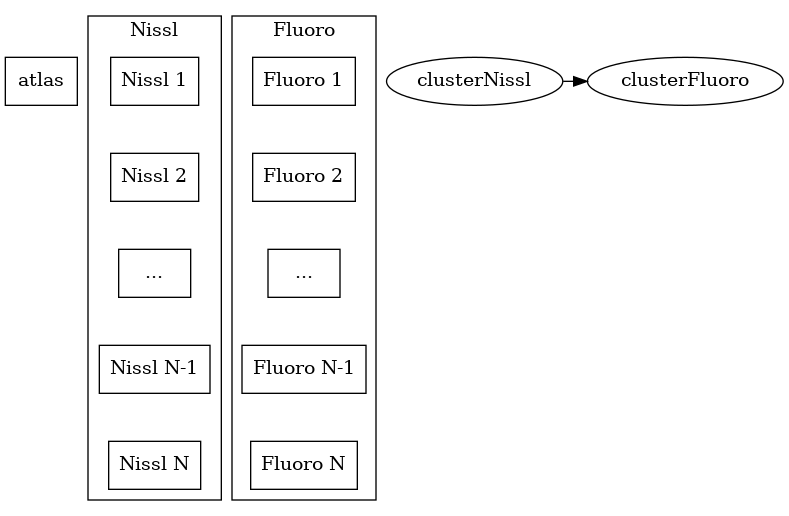 Nissl
Fluoro
atlas
Nissl 1
Fluoro 1
clusterNissl
clusterFluoro
Nissl 2
Fluoro 2
...
...
Nissl N-1
Fluoro N-1
Nissl N
Fluoro N